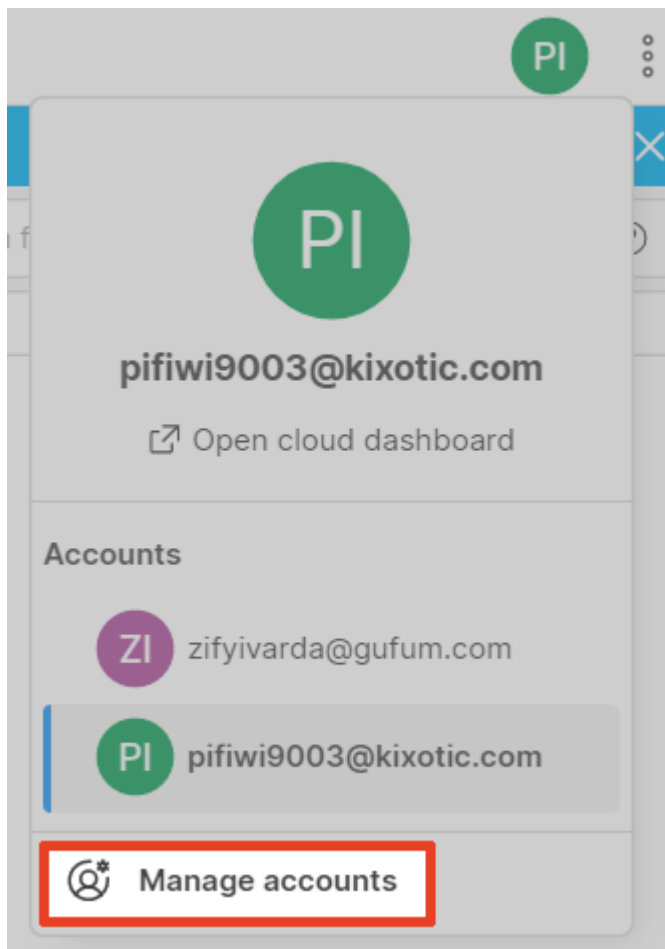 PI
PI
pifiwi9003@kixotic.com
Open cloud dashboard
Accounts
ZI
zifyivarda@gufum.com
PI
pifiwi9003@kixotic.com
Manage accounts